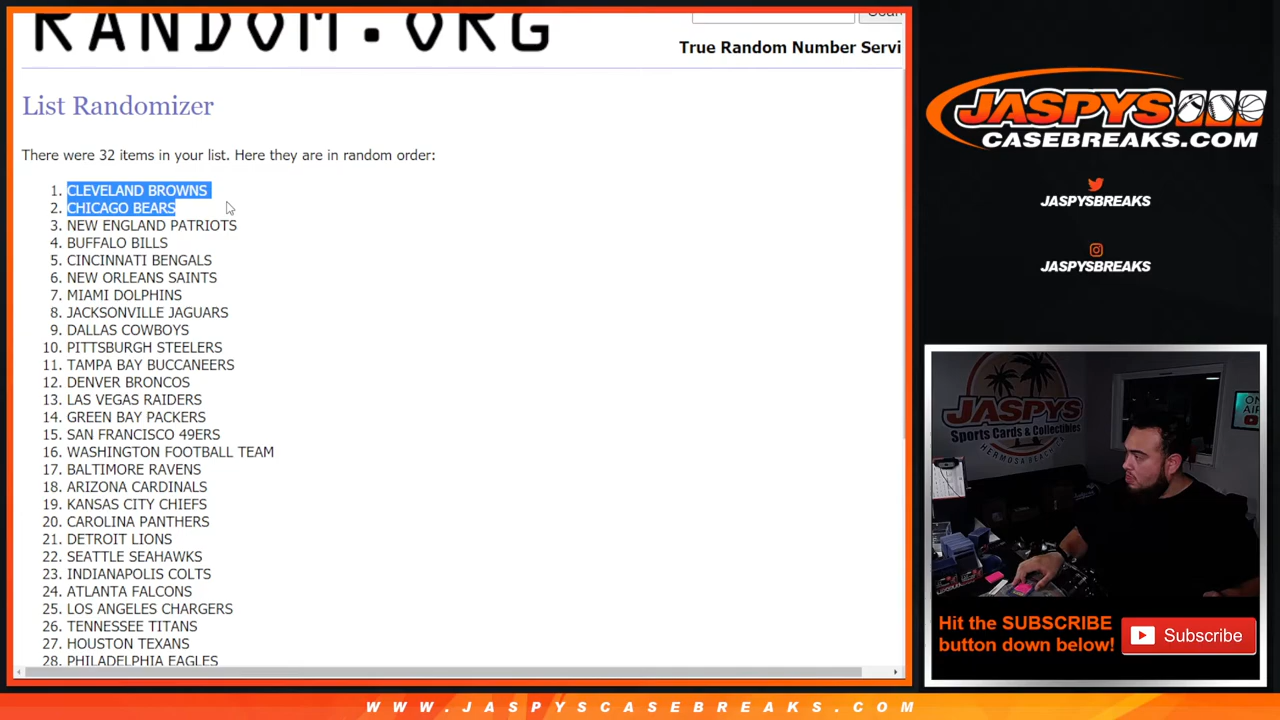 RANDOM.ORG
True Random Number Servi
List Randomizer
There were 32 items in your list. Here they are in random order:
1. CLEVELAND BROWNS
2. CHICAGO BEARS
3. NEW ENGLAND PATRIOTS
4. BUFFALO BILLS
5. CINCINNATI BENGALS
6. NEW ORLEANS SAINTS
7. MIAMI DOLPHINS
8. JACKSONVILLE JAGUARS
9. DALLAS COWBOYS
10. PITTSBURGH STEELERS
11. TAMPA BAY BUCCANEERS
12. DENVER BRONCOS
13. LAS VEGAS RAIDERS
14. GREEN BAY PACKERS
15. SAN FRANCISCO 49ERS
16. WASHINGTON FOOTBALL TEAM
17. BALTIMORE RAVENS
18. ARIZONA CARDINALS
19. KANSAS CITY CHIEFS
20. CAROLINA PANTHERS
21. DETROIT LIONS
22. SEATTLE SEAHAWKS
23. INDIANAPOLIS COLTS
24. ATLANTA FALCONS
25. LOS ANGELES CHARGERS
26. TENNESSEE TITANS
27. HOUSTON TEXANS
28. PHILADELPHIA EAGLES
JASPYS
CASEBREAKS.COM
JASPYSBREAKS
JASPYSBREAKS
JASPYS
Sports Cards & Collectibles
HERMOSA BEACH
ON
AIR
Hit the SUBSCRIBE
button down below!
Subscribe
WWW.JASPYSCASEBREAKS.COM